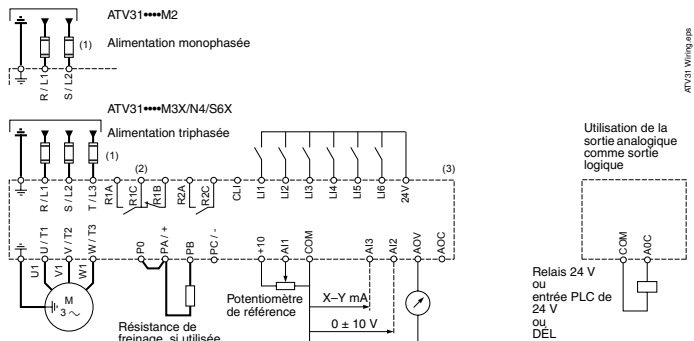 ATV31••••M2
(1)
Alimentation monophasée
R / L1
S / L2
ATV31••••M3X/N4/S6X
Alimentation triphasée
(1)
(2)
(3)
R / L1
S / L2
T / L3
R1A
R1C
R1B
R2A
R2C
CLI
LI1
LI2
LI3
LI4
LI5
LI6
24V
U / T1
V / T2
W / T3
P0
PA / +
PB
PC / -
+10
AI1
COM
AI3
AI2
AOV
AOC
U1
V1
W1
M
3 ~
Résistance de
freinage, si utilisée
Potentiomètre
de référence
X–Y mA
0 ± 10 V
ATV31 Wiring.eps
Utilisation de la
sortie analogique
comme sortie
logique
COM
A0C
Relais 24 V
ou
entrée PLC de
24 V
ou
DÉL